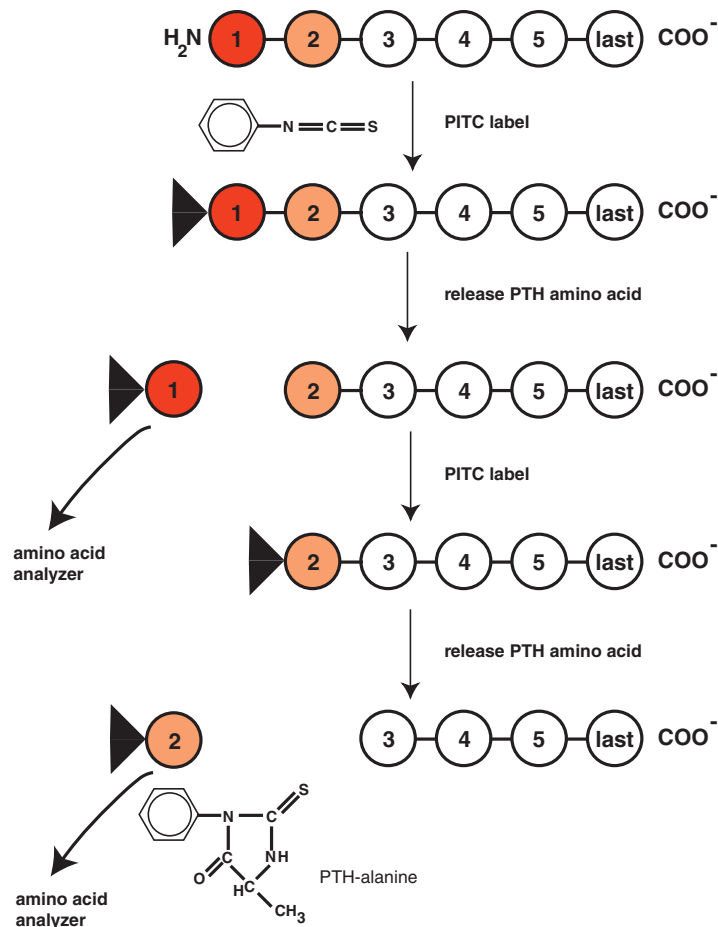 H2N 1 2 3 4 5 last COO-
N C S
PITC label
1 2 3 4 5 last COO-
release PTH amino acid
1 2 3 4 5 last COO-
PITC label
amino acid
analyzer
2 3 4 5 last COO-
release PTH amino acid
2 3 4 5 last COO-
S
N C
C NH
O HC
PTH-alanine
CH3
amino acid
analyzer